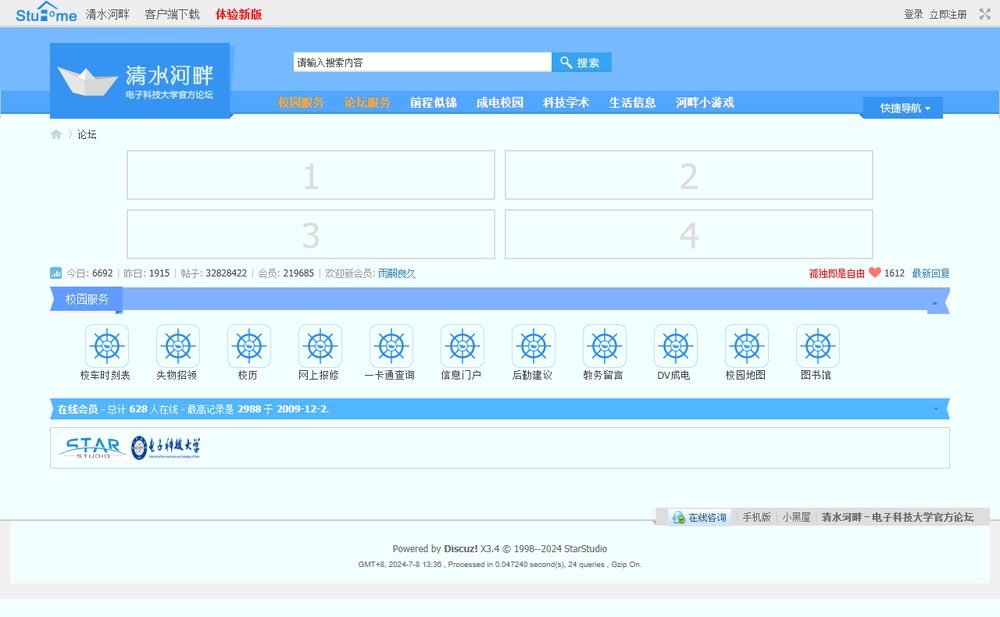 StuHome 清水河畔 客户端下载 体验新版 登录 立即注册
清水河畔
电子科技大学官方论坛
请输入搜索内容 搜索
校园服务 论坛服务 前程似锦 成电校园 科技学术 生活信息 河畔小游戏 快捷导航
论坛
1 2
3 4
今日: 6692 | 昨日: 1915 | 帖子: 32828422 | 会员: 219685 | 欢迎新会员: 雨嗣良久 孤独即是自由 1612 最新回复
校园服务
校车时刻表 失物招领 校历 网上报修 一卡通查询 信息门户 后勤建议 教务留言 DV成电 校园地图 图书馆
在线会员 - 总计 628 人在线 - 最高记录是 2988 于 2009-12-2.
STAR STUDIO 电子科技大学
在线咨询 | 手机版 | 小黑屋 | 清水河畔-电子科技大学官方论坛
Powered by Discuz! X3.4 © 1998--2024 StarStudio
GMT+8, 2024-7-8 13:36 , Processed in 0.047240 second(s), 24 queries , Gzip On.